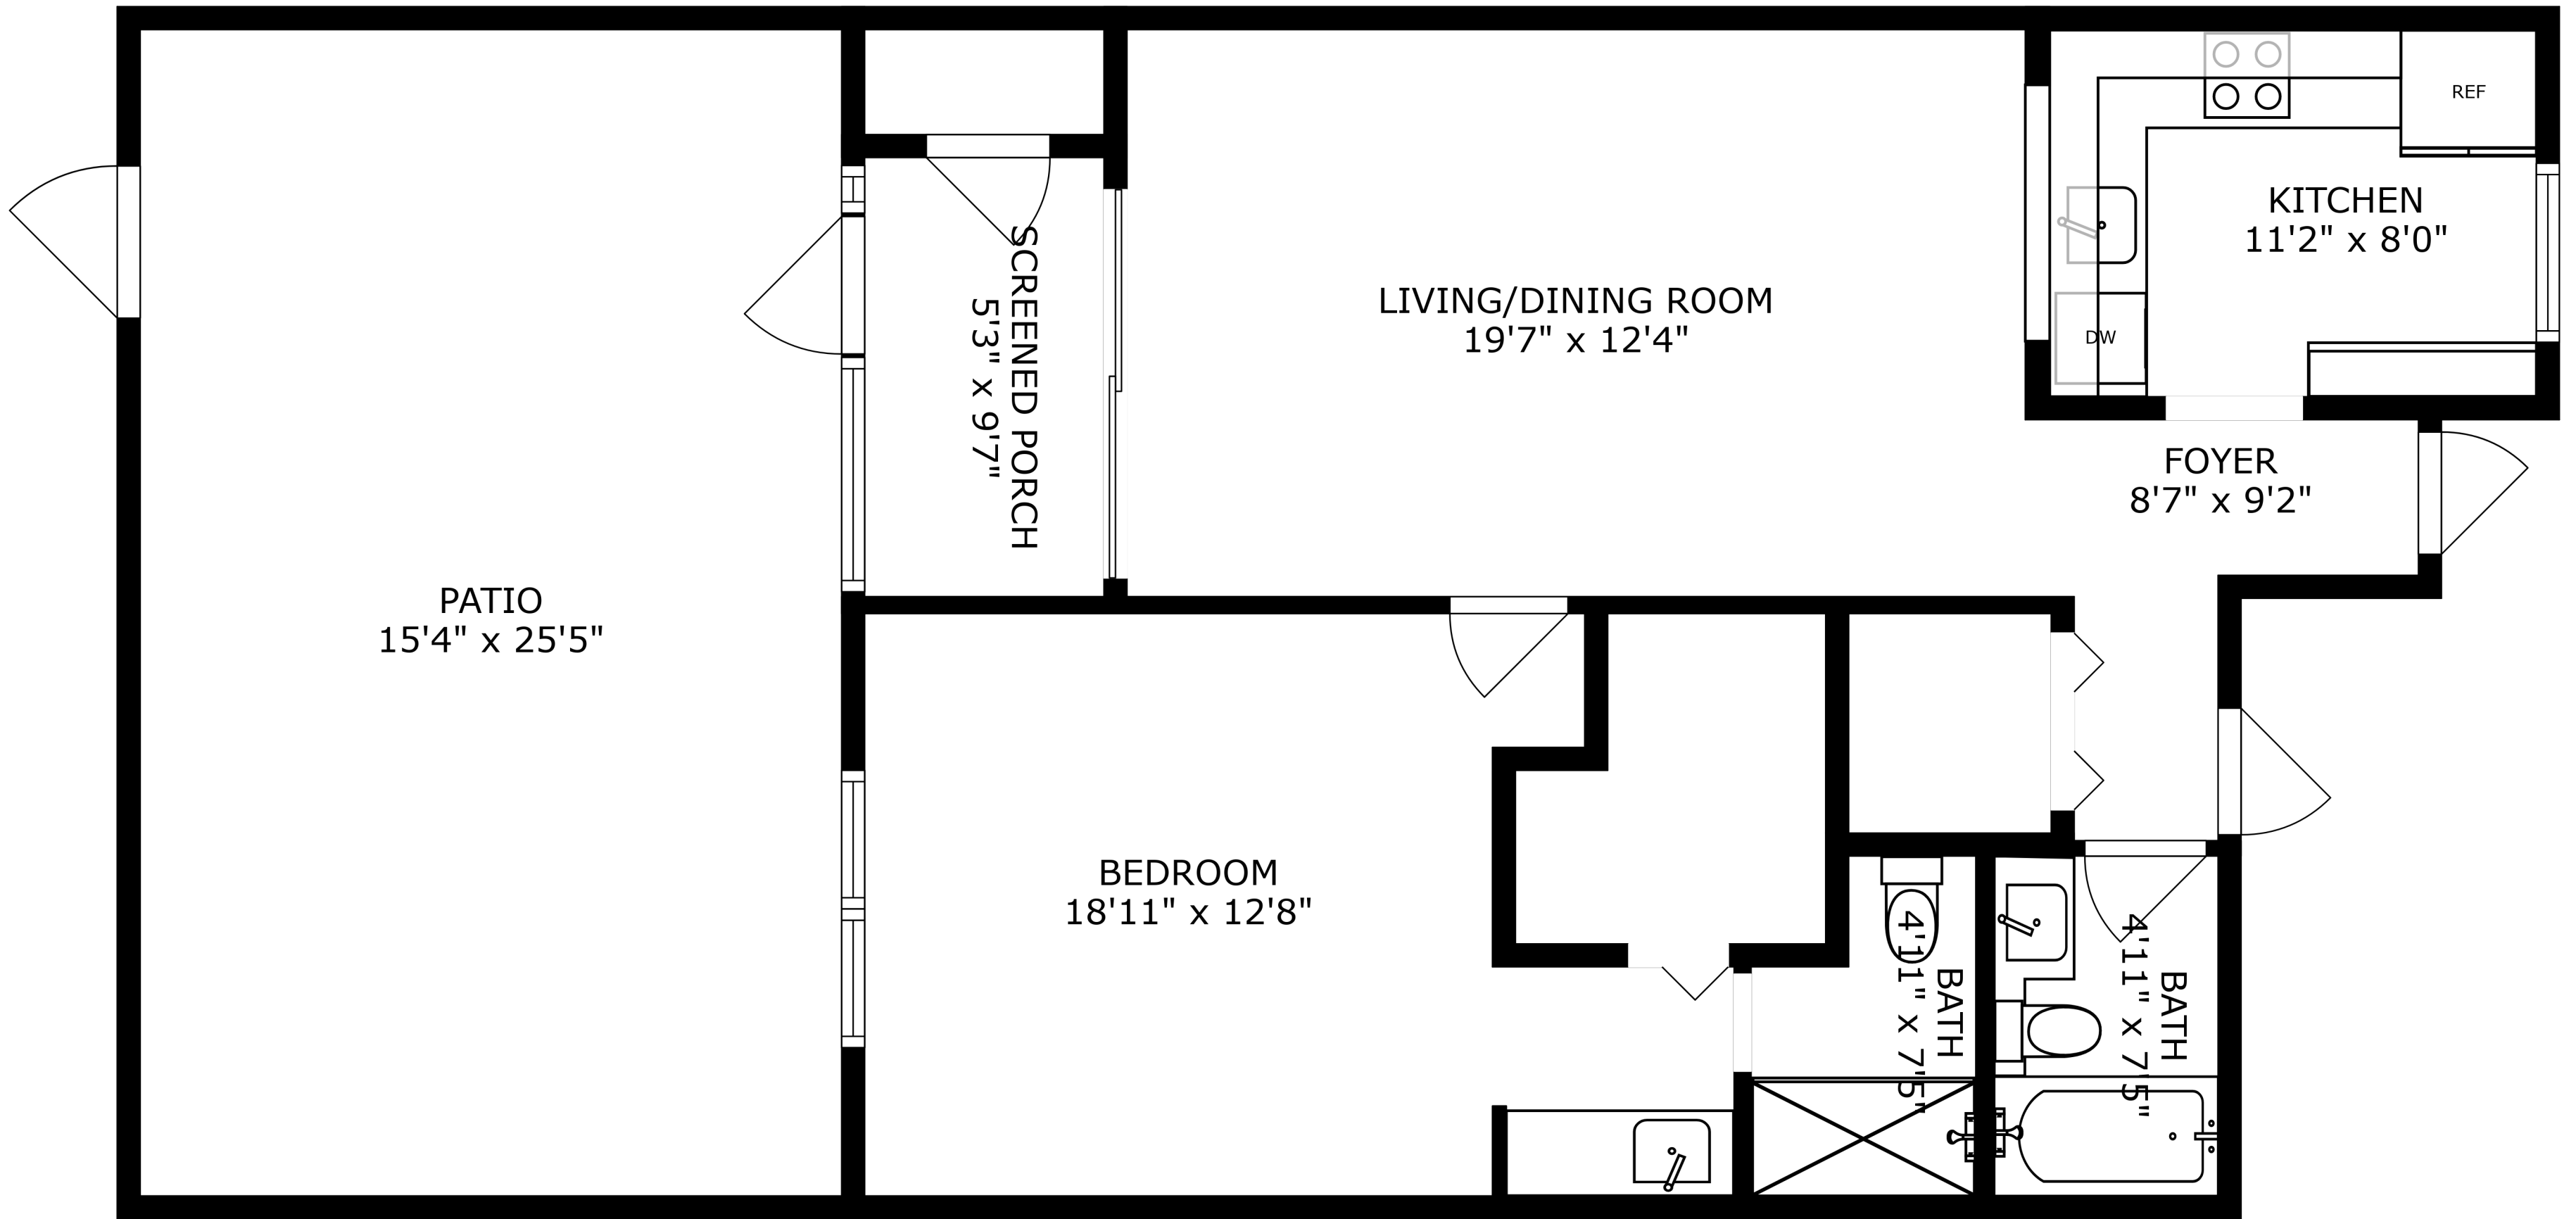 REF
KITCHEN
11'2" x 8'0"
DW
LIVING/DINING ROOM
19'7" x 12'4"
SCREENED PORCH
5'3" x 9'7"
FOYER
8'7" x 9'2"
PATIO
15'4" x 25'5"
BEDROOM
18'11" x 12'8"
BATH
4'11" x 7'5"
BATH
4'11" x 7'5"